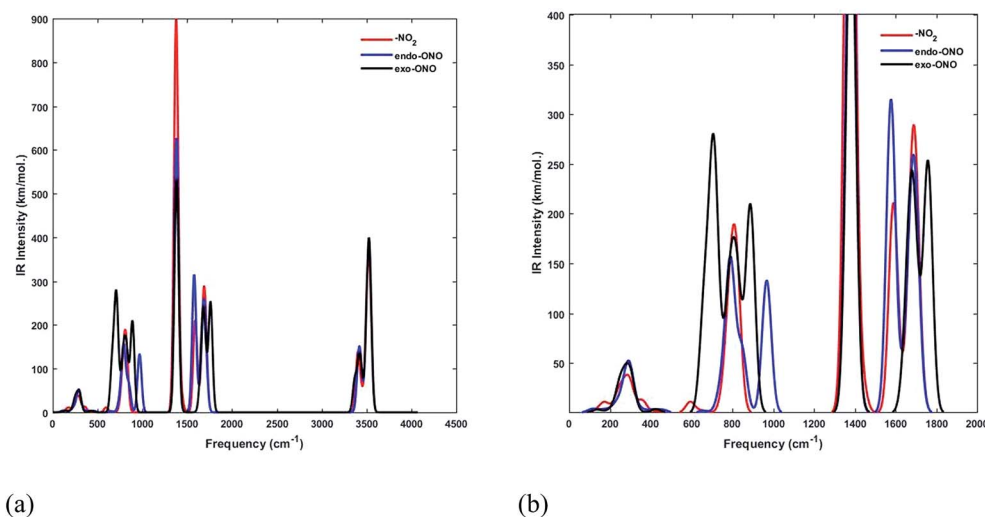 900
800
700
600
500
400
300
200
100
0
IR Intensity (km/mol.)
-NO2
endo-ONO
exo-ONO
0 500 1000 1500 2000 2500 3000 3500 4000 4500
Frequency (cm-1)
(a)
400
350
300
250
200
150
100
50
IR Intensity (km/mol.)
-NO2
endo-ONO
exo-ONO
0 200 400 600 800 1000 1200 1400 1600 1800 2000
Frequency (cm-1)
(b)